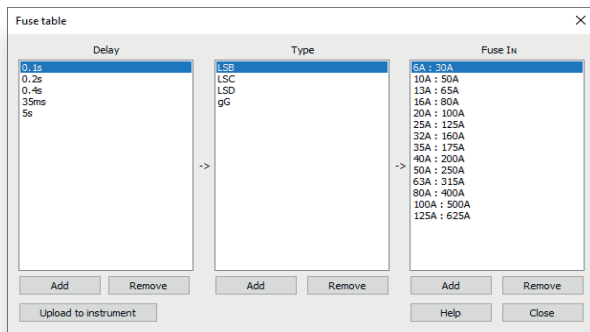 Fuse table
Delay
Type
Fuse IN
0.1s
0.2s
0.4s
35ms
5s
->
LSB
LSC
LSD
gG
->
6A : 30A
10A : 50A
13A : 65A
16A : 80A
20A : 100A
25A : 125A
32A : 160A
35A : 175A
40A : 200A
50A : 250A
63A : 315A
80A : 400A
100A : 500A
125A : 625A
Add
Remove
Add
Remove
Add
Remove
Upload to instrument
Help
Close